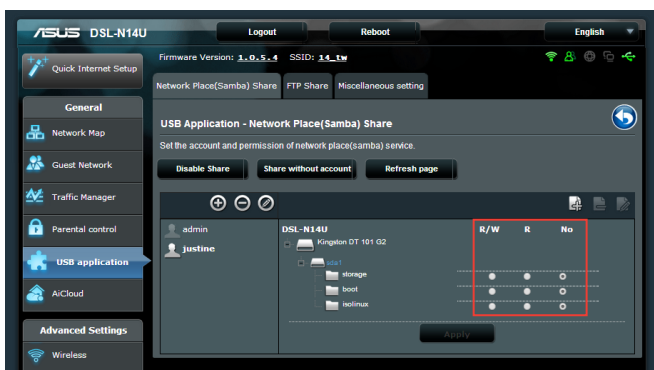 ASUS DSL-N14U Logout Reboot English
Quick Internet Setup
Firmware Version: 1.0.5.4 SSID: 14_tw
Network Place(Samba) Share FTP Share Miscellaneous setting
General
Network Map
Guest Network
Traffic Manager
Parental control
USB application
AiCloud
Advanced Settings
Wireless
USB Application - Network Place(Samba) Share
Set the account and permission of network place(samba) service.
Disable Share Share without account Refresh page
admin
justine
DSL-N14U R/W R No
Kingston DT 101 G2
sda1
storage
boot
isolinux
Apply